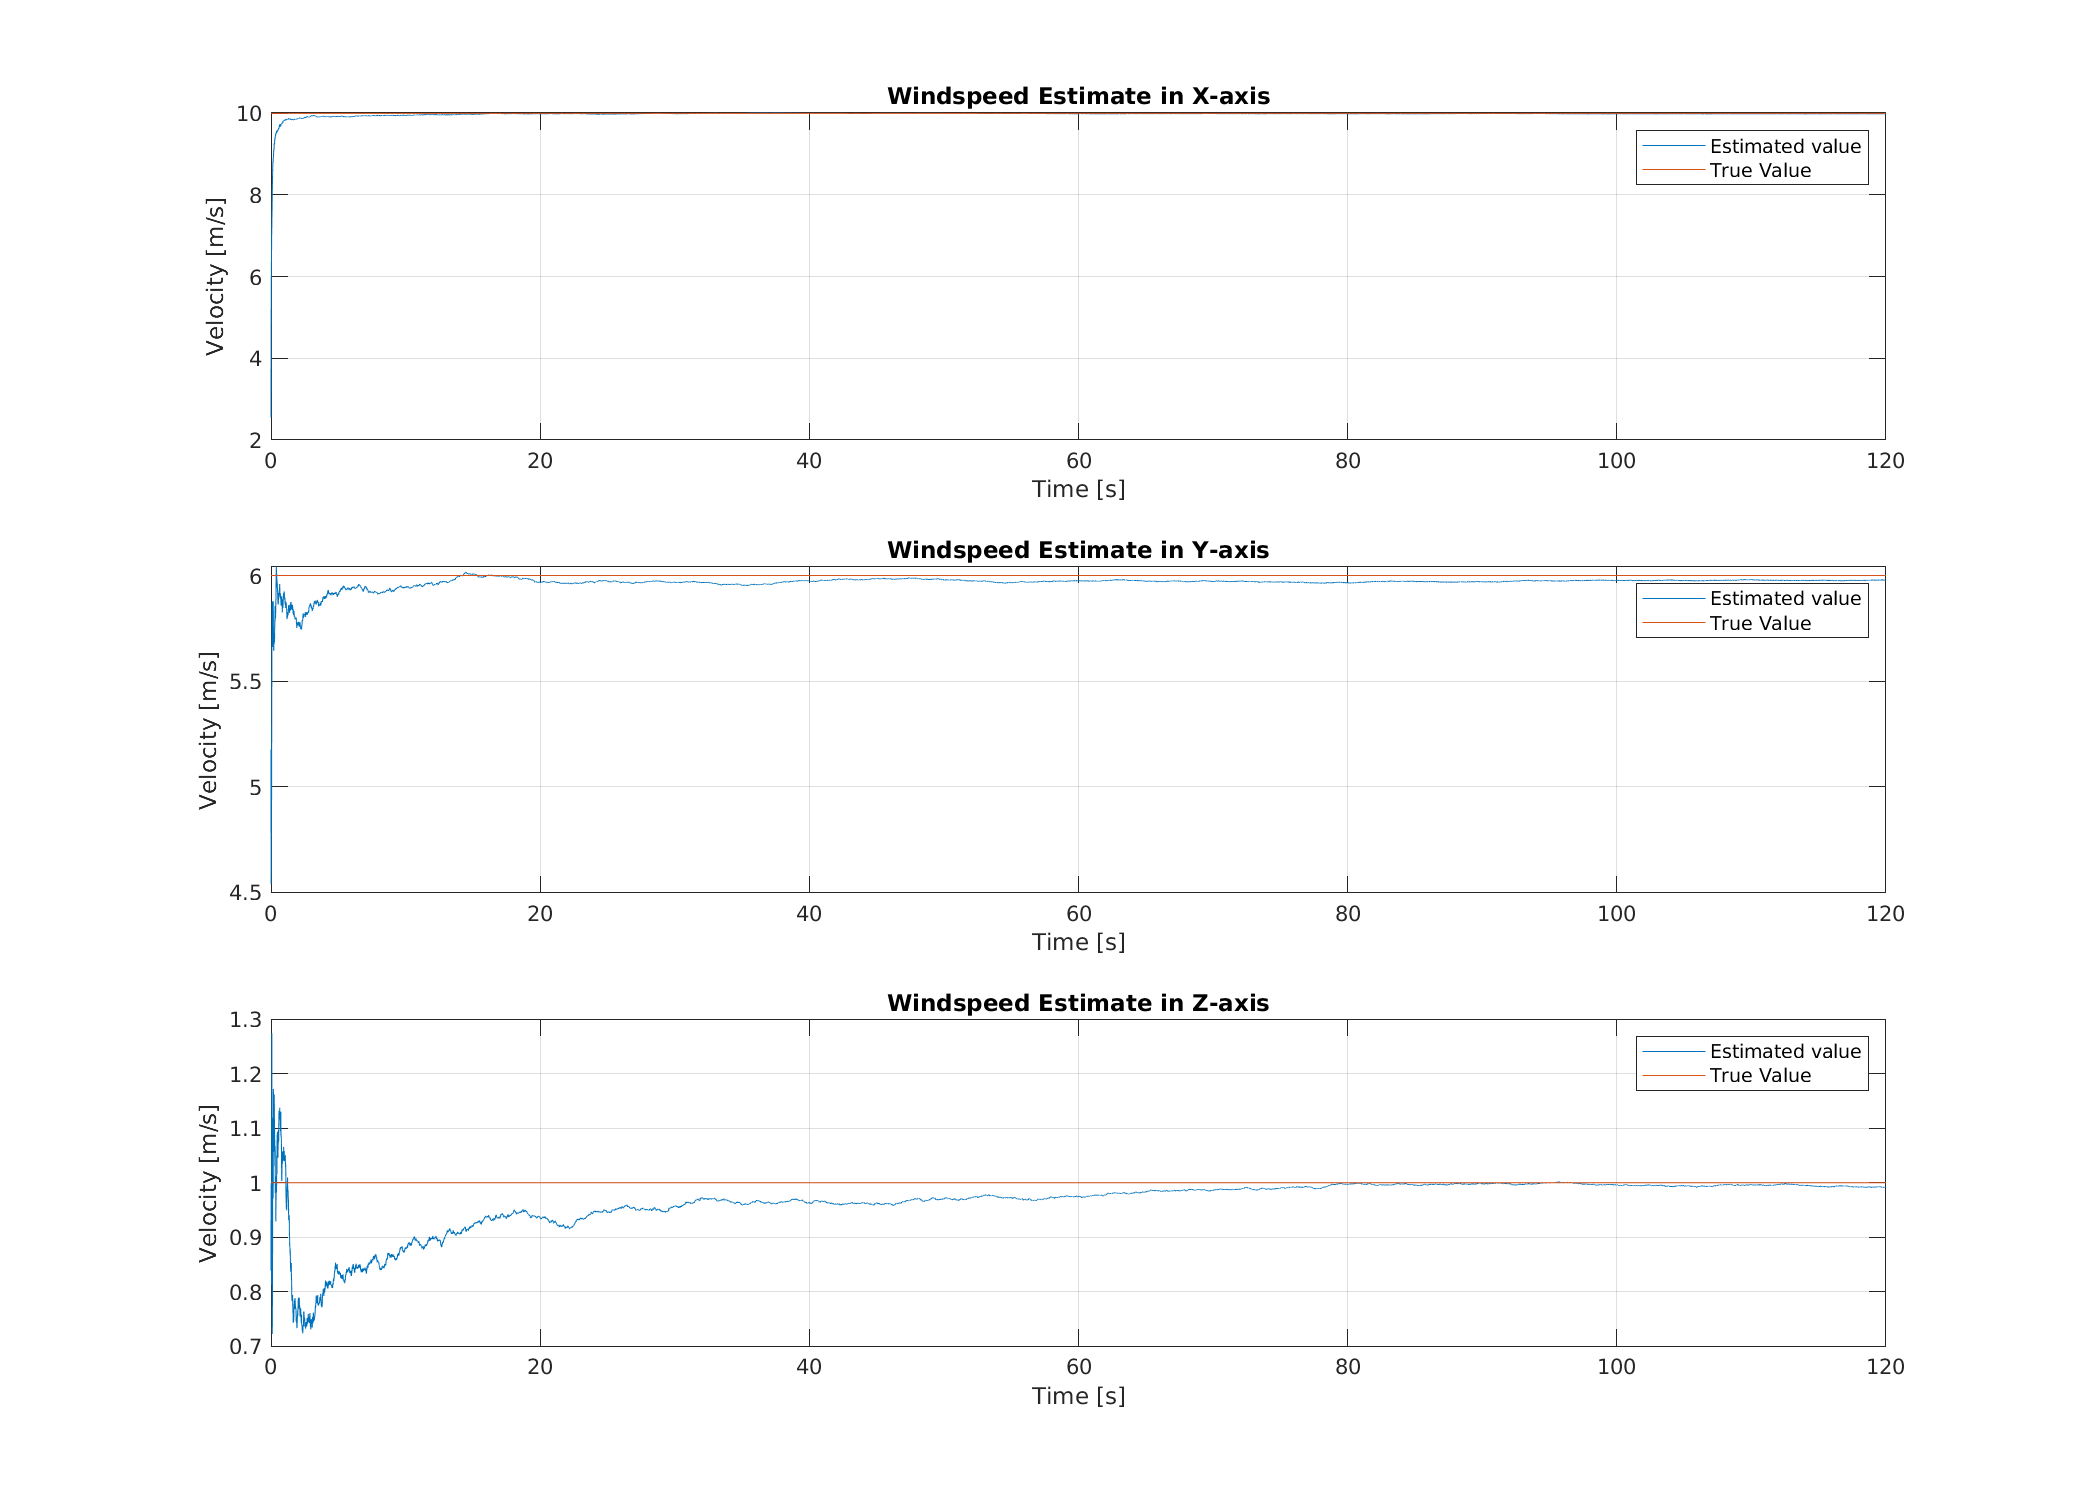 Windspeed Estimate in X-axis
10
8
6
4
2
Velocity [m/s]
Estimated value
True Value
0 20 40 60 80 100 120
Time [s]
Windspeed Estimate in Y-axis
6
5.5
5
4.5
Velocity [m/s]
Estimated value
True Value
0 20 40 60 80 100 120
Time [s]
Windspeed Estimate in Z-axis
1.3
1.2
1.1
1
0.9
0.8
0.7
Velocity [m/s]
Estimated value
True Value
0 20 40 60 80 100 120
Time [s]